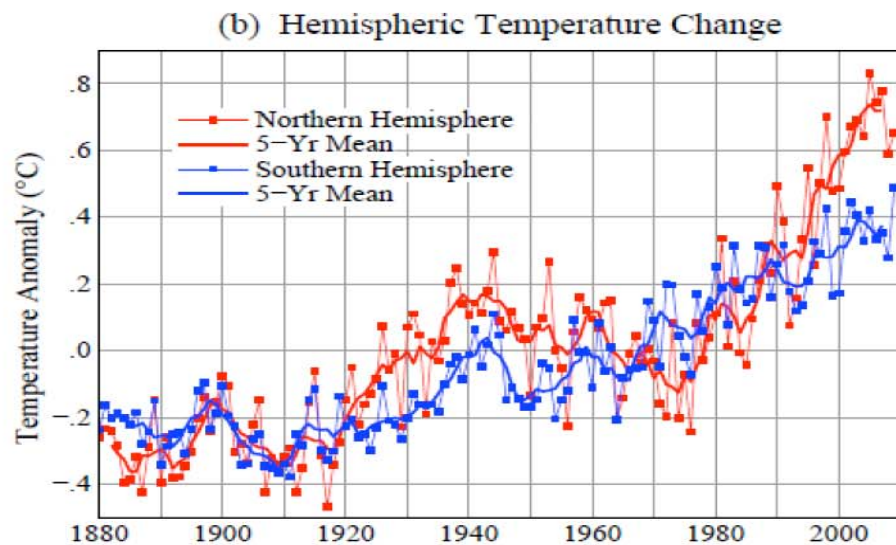 (b) Hemispheric Temperature Change
Temperature Anomaly (°C)
.8
.6
.4
.2
.0
−.2
−.4
Northern Hemisphere
5−Yr Mean
Southern Hemisphere
5−Yr Mean
1880 1900 1920 1940 1960 1980 2000